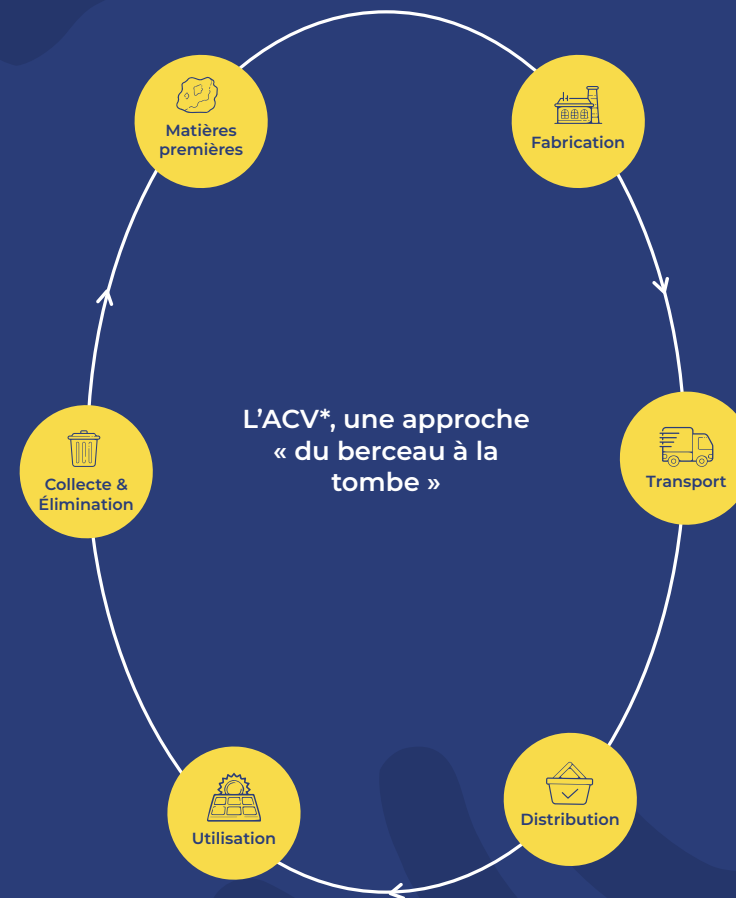 Matières
premières
Fabrication
L'ACV*, une approche
« du berceau à la
tombe »
Collecte &
Élimination
Transport
Utilisation
Distribution